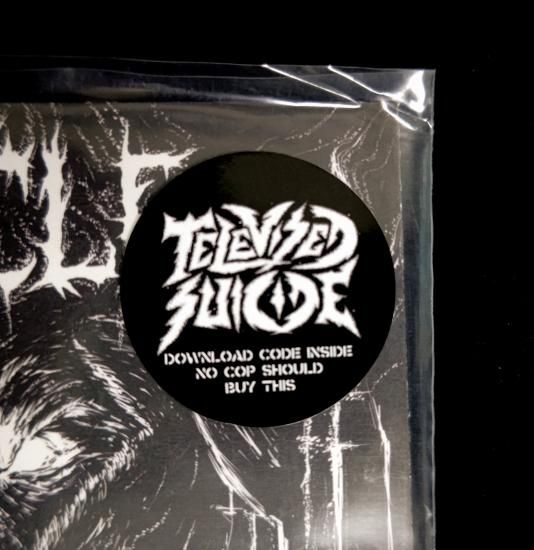 TELEVISED
SUICIDE
DOWNLOAD CODE INSIDE
NO COP SHOULD
BUY THIS